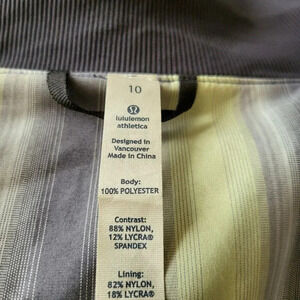 10
lululemon
athletica
Designed in
Vancouver
Made in China
Body:
100% POLYESTER
Contrast:
88% NYLON,
12% LYCRA®
SPANDEX
Lining:
82% NYLON,
18% LYCRA®